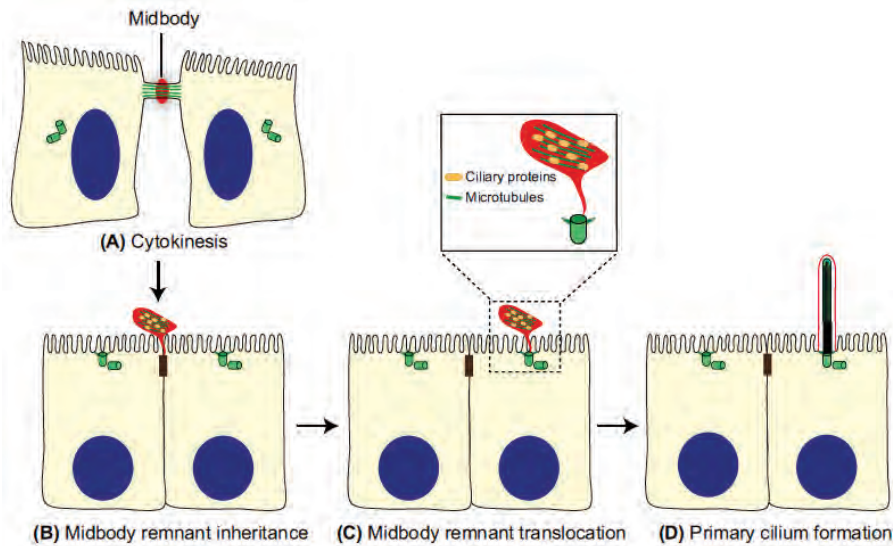 Midbody
(A) Cytokinesis
Ciliary proteins
Microtubules
(B) Midbody remnant inheritance
(C) Midbody remnant translocation
(D) Primary cilium formation